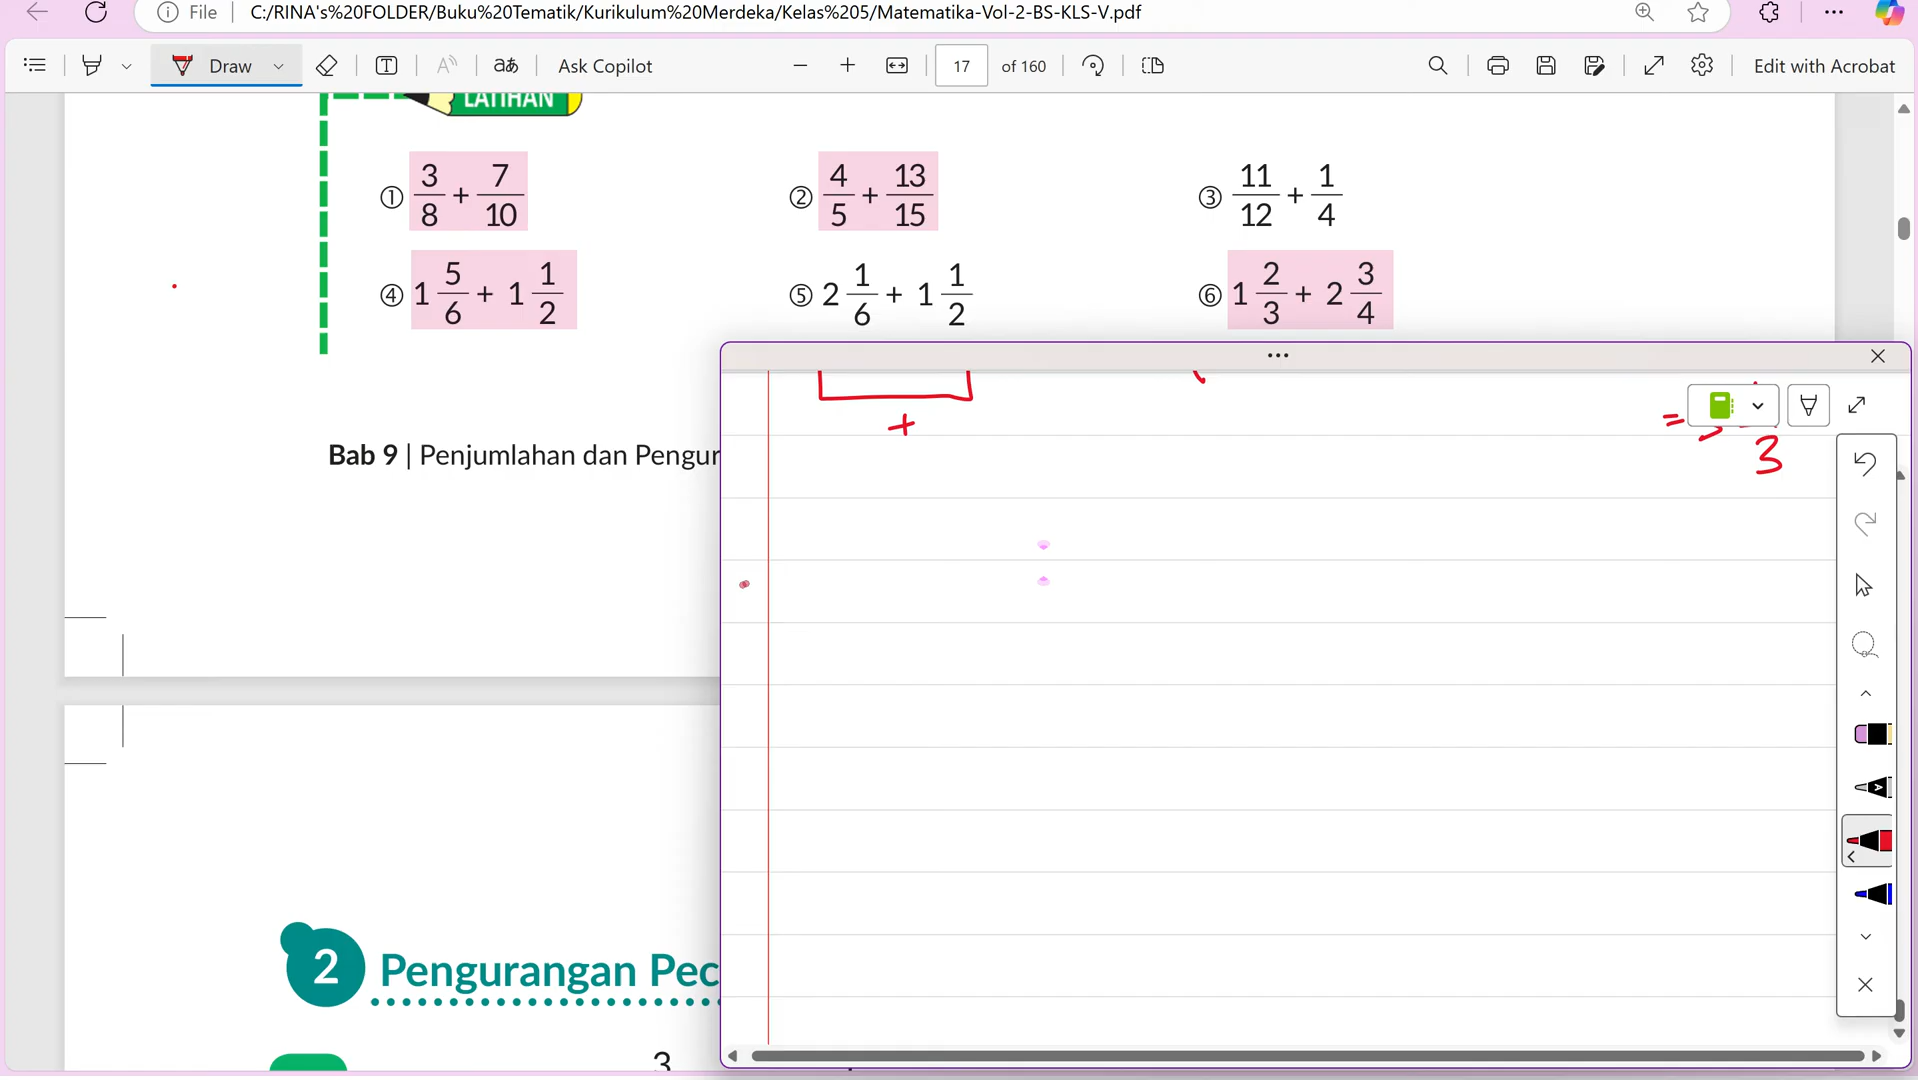 File C:/RINA's%20FOLDER/Buku%20Tematik/Kurikulum%20Merdeka/Kelas%205/Matematika-Vol-2-BS-KLS-V.pdf
Draw T aあ Ask Copilot 17 of 160 Edit with Acrobat
LATIHAN
① 3/8 + 7/10 ② 4/5 + 13/15 ③ 11/12 + 1/4
④ 1 5/6 + 1 1/2 ⑤ 2 1/6 + 1 1/2 ⑥ 1 2/3 + 2 3/4
+
=
3
Bab 9 | Penjumlahan dan Pengur
2 Pengurangan Pec
3